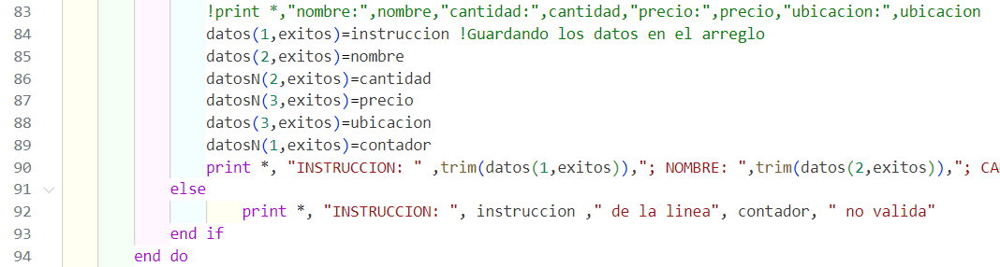 83 !print *,"nombre:",nombre,"cantidad:",cantidad,"precio:",precio,"ubicacion:",ubicacion
84 datos(1,exitos)=instruccion !Guardando los datos en el arreglo
85 datos(2,exitos)=nombre
86 datosN(2,exitos)=cantidad
87 datosN(3,exitos)=precio
88 datos(3,exitos)=ubicacion
89 datosN(1,exitos)=contador
90 print *, "INSTRUCCION: " ,trim(datos(1,exitos)),"; NOMBRE: ",trim(datos(2,exitos)),"; CA
91 else
92 print *, "INSTRUCCION: ", instruccion ," de la linea", contador, " no valida"
93 end if
94 end do